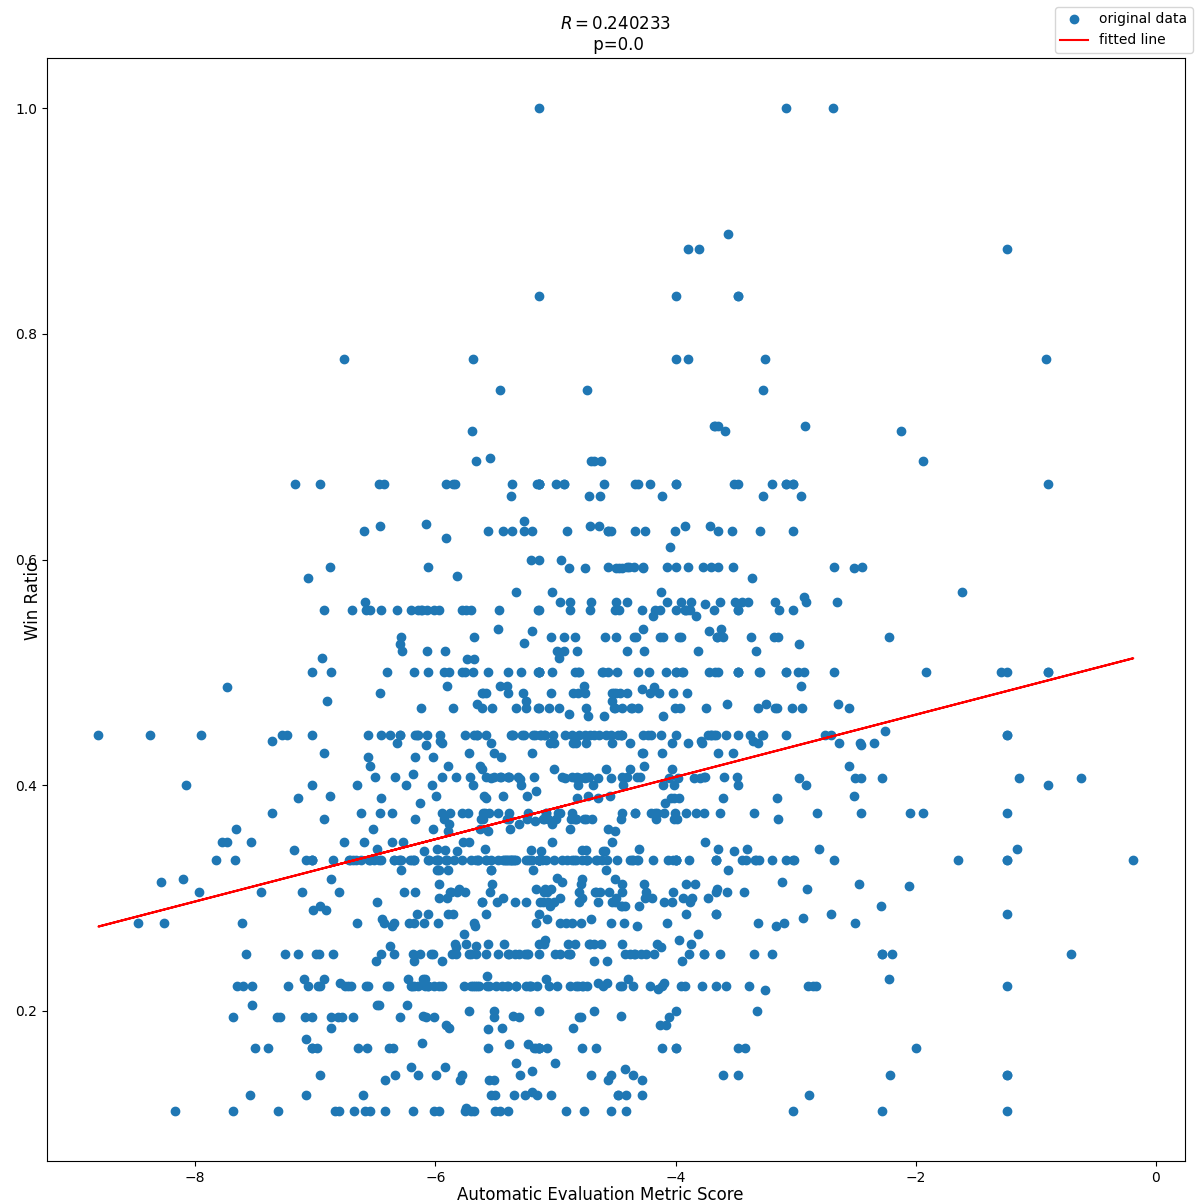 R = 0.240233
p=0.0
original data
fitted line
1.0
0.8
0.6
0.4
0.2
Win Ratio
−8
−6
−4
−2
0
Automatic Evaluation Metric Score